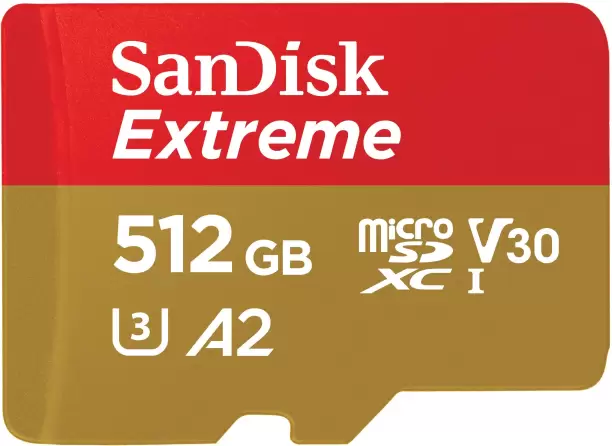 SanDisk
Extreme
512 GB
micro SD XC I
V30
3 A2